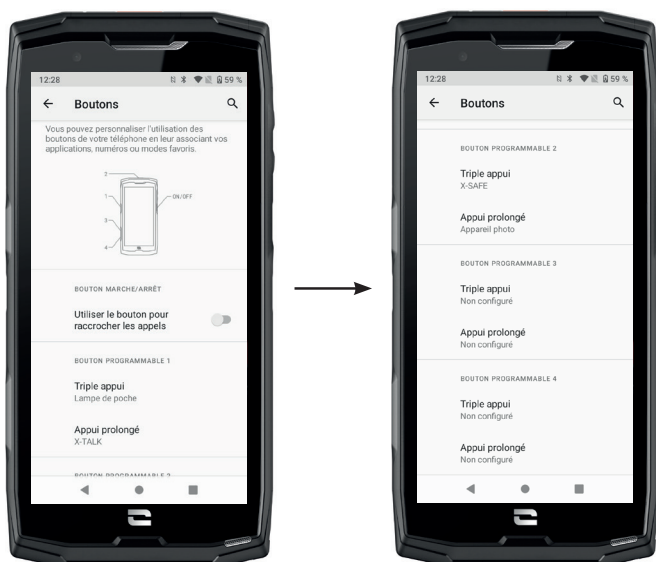 12:28
59 %
Boutons
Vous pouvez personnaliser l'utilisation des
boutons de votre téléphone en leur associant vos
applications, numéros ou modes favoris.
2
1
ON/OFF
3
4
BOUTON MARCHE/ARRÊT
Utiliser le bouton pour
raccrocher les appels
BOUTON PROGRAMMABLE 1
Triple appui
Lampe de poche
Appui prolongé
X-TALK
BOUTON PROGRAMMABLE 2
12:28
59 %
Boutons
BOUTON PROGRAMMABLE 2
Triple appui
X-SAFE
Appui prolongé
Appareil photo
BOUTON PROGRAMMABLE 3
Triple appui
Non configuré
Appui prolongé
Non configuré
BOUTON PROGRAMMABLE 4
Triple appui
Non configuré
Appui prolongé
Non configuré